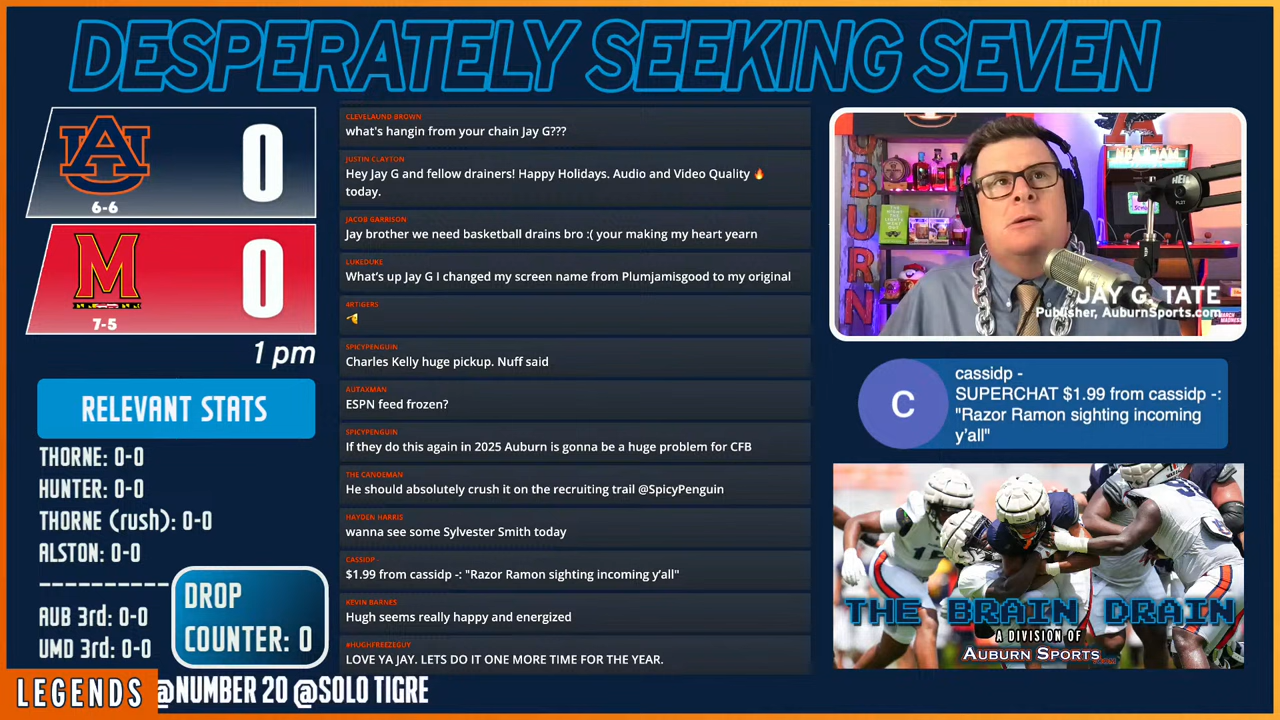 DESPERATELY SEEKING SEVEN
0
6-6
M
0
7-5
1 pm
RELEVANT STATS
THORNE: 0-0
HUNTER: 0-0
THORNE (rush): 0-0
ALSTON: 0-0
----------
AUB 3rd: 0-0
UMD 3rd: 0-0
DROP
COUNTER: 0
CLEVELAUND BROWN
what's hangin from your chain Jay G???
JUSTIN CLAYTON
Hey Jay G and fellow drainers! Happy Holidays. Audio and Video Quality 🔥
today.
JACOB GARRISON
Jay brother we need basketball drains bro :( your making my heart yearn
LUKEDUKE
What's up Jay G I changed my screen name from Plumjamisgood to my original
4RTIGERS
SPICYPENGUIN
Charles Kelly huge pickup. Nuff said
AUTAXMAN
ESPN feed frozen?
SPICYPENGUIN
If they do this again in 2025 Auburn is gonna be a huge problem for CFB
THE CANOEMAN
He should absolutely crush it on the recruiting trail @SpicyPenguin
HAYDEN HARRIS
wanna see some Sylvester Smith today
CASSIDP
$1.99 from cassidp -: "Razor Ramon sighting incoming y'all"
KEVIN BARNES
Hugh seems really happy and energized
#HUGHFREEZEGUY
LOVE YA JAY. LETS DO IT ONE MORE TIME FOR THE YEAR.
UBURN
NBA JAM
HEIL
JAY G. TATE
Publisher, AuburnSports.com
C
cassidp -
SUPERCHAT $1.99 from cassidp -:
"Razor Ramon sighting incoming
y'all"
THE BRAIN DRAIN
A DIVISION OF
AUBURN SPORTS
LEGENDS
@NUMBER 20 @SOLO TIGRE